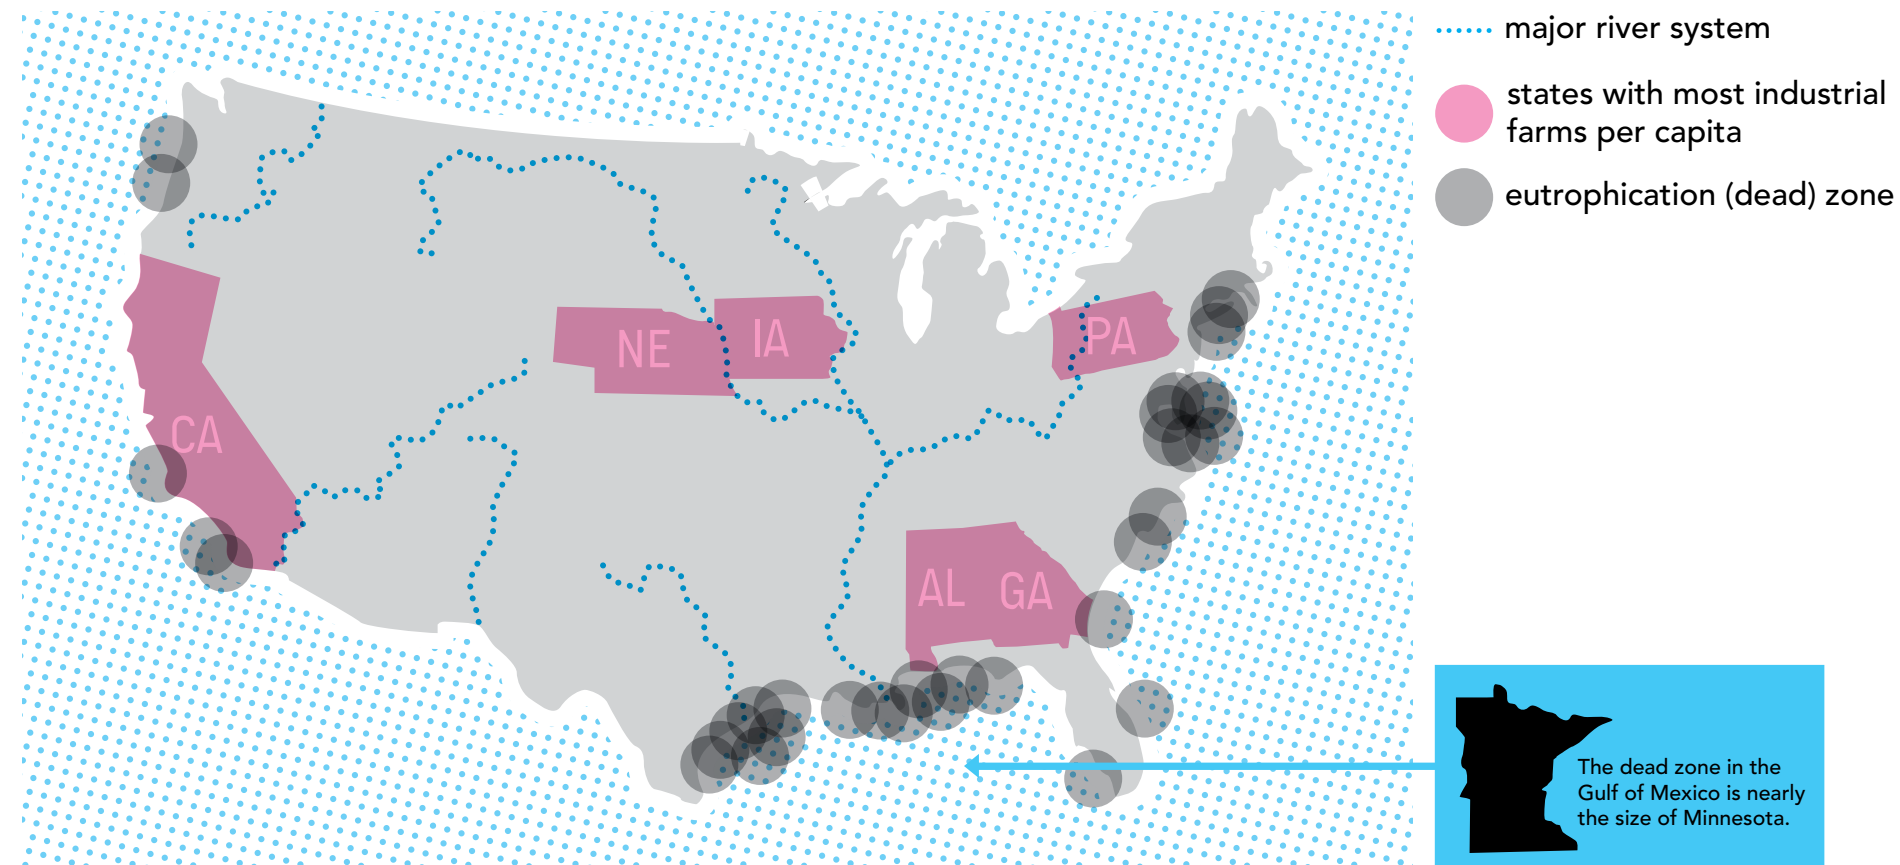 major river system
states with most industrial
farms per capita
eutrophication (dead) zone
NE
IA
PA
CA
AL
GA
The dead zone in the
Gulf of Mexico is nearly
the size of Minnesota.